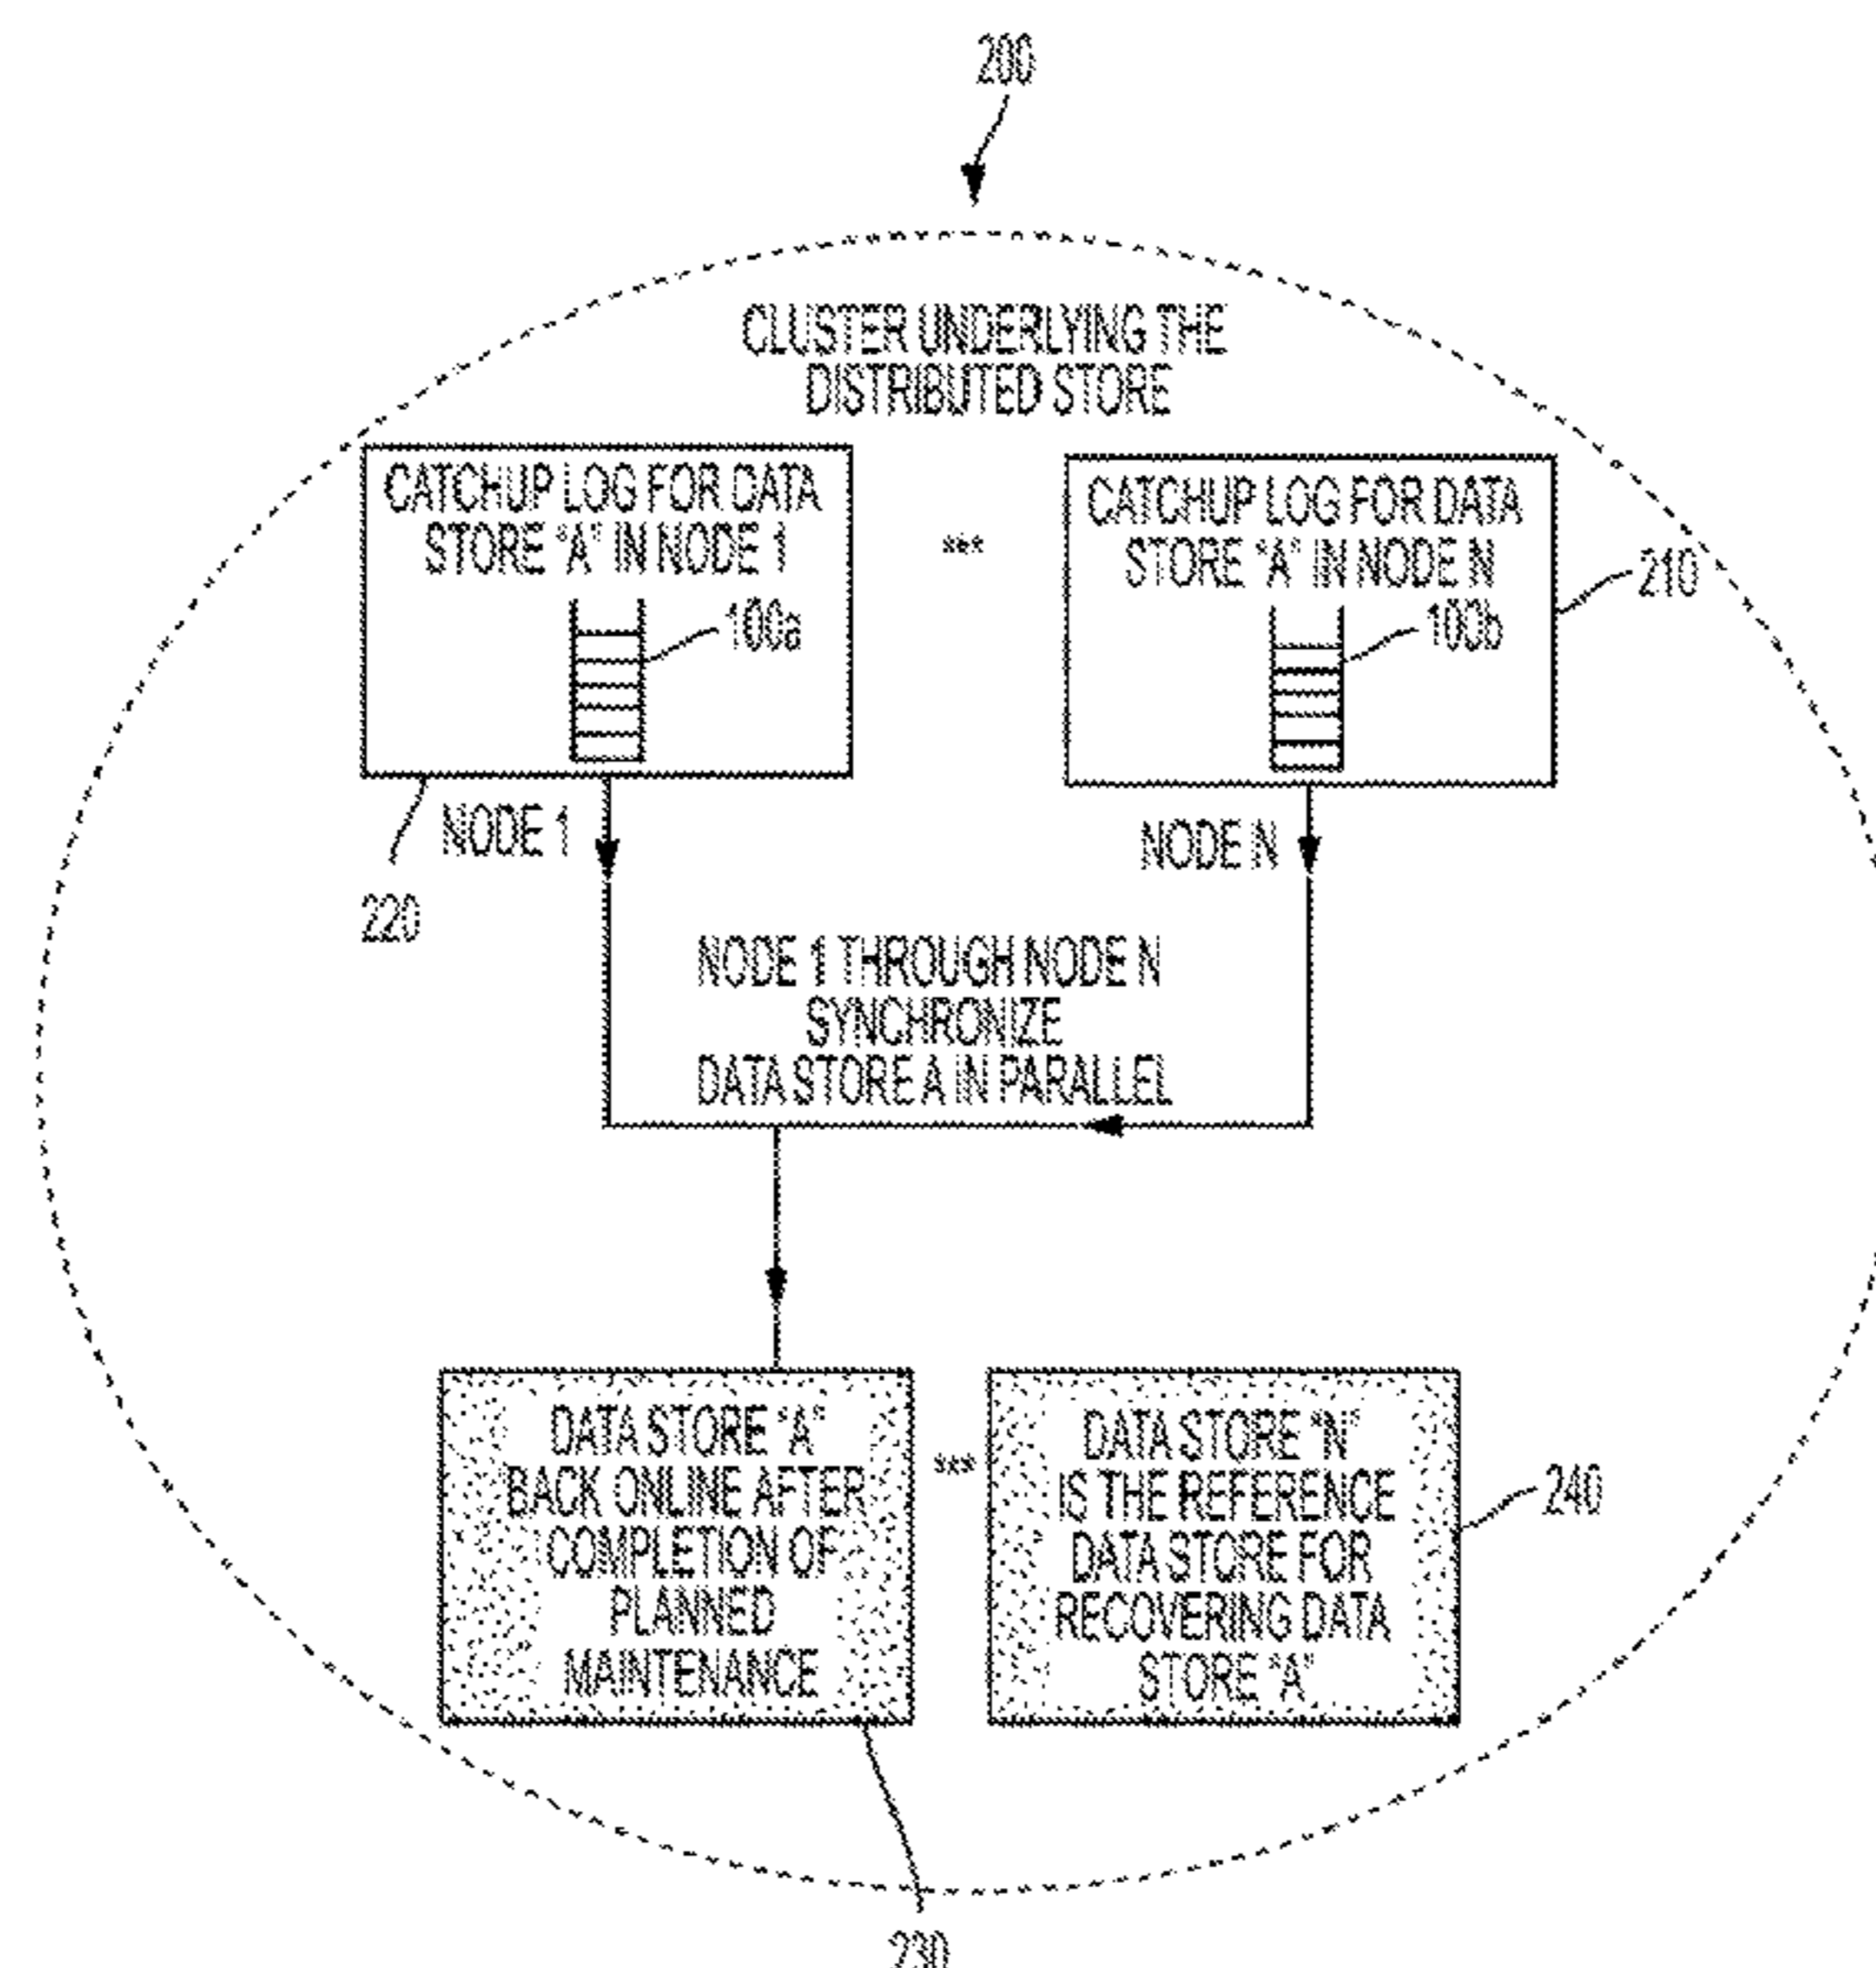 200
CLUSTER UNDERLYING THE
DISTRIBUTED STORE
CATCHUP LOG FOR DATA
STORE "A" IN NODE 1
100a
***
CATCHUP LOG FOR DATA
STORE "A" IN NODE N
100b
210
NODE 1
220
NODE N
NODE 1 THROUGH NODE N
SYNCHRONIZE
DATA STORE A IN PARALLEL
DATA STORE "A"
BACK ONLINE AFTER
COMPLETION OF
PLANNED
MAINTENANCE
***
DATA STORE "N"
IS THE REFERENCE
DATA STORE FOR
RECOVERING DATA
STORE "A"
240
230